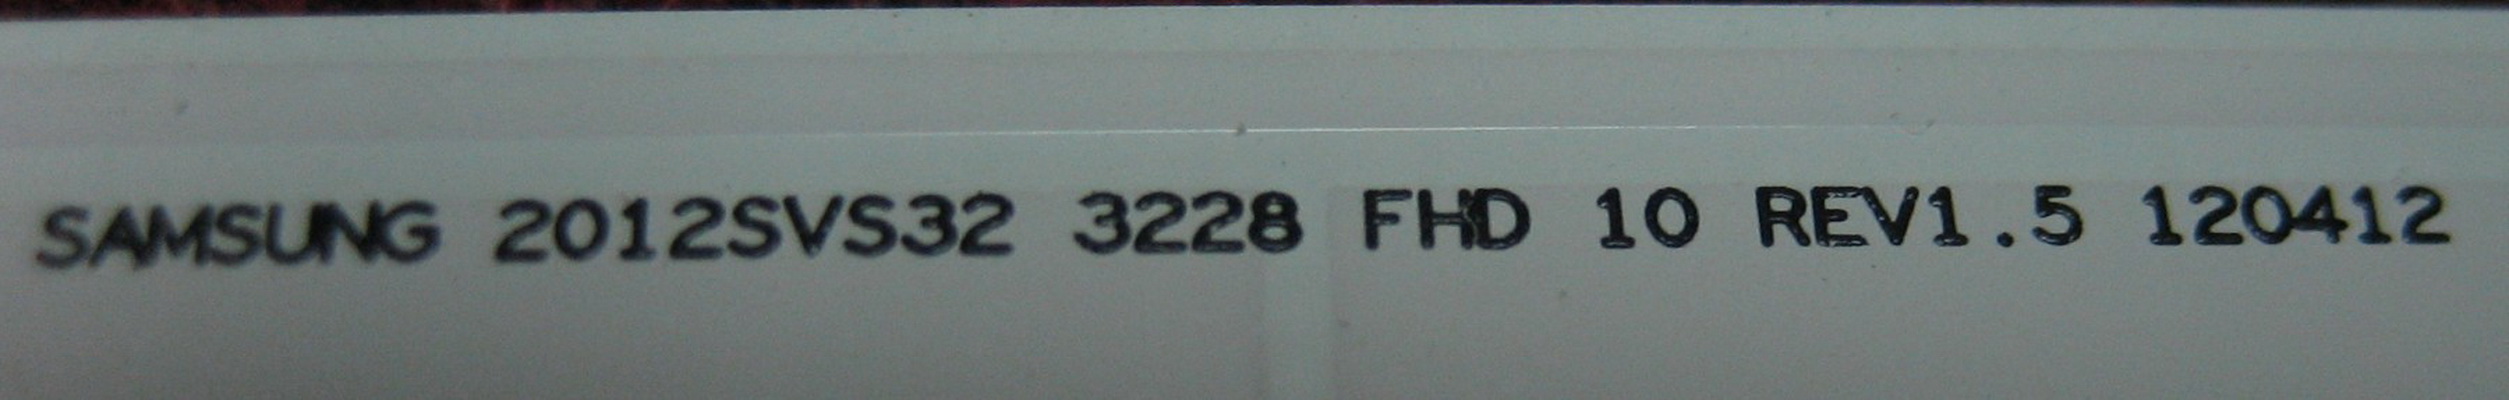 SAMSUNG 2012SVS32 3228 FHD 10 REV1.5 120412